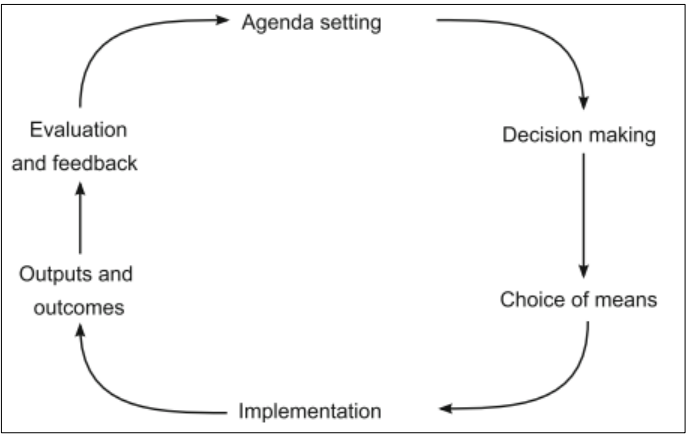 Agenda setting
Decision making
Choice of means
Implementation
Outputs and
outcomes
Evaluation
and feedback